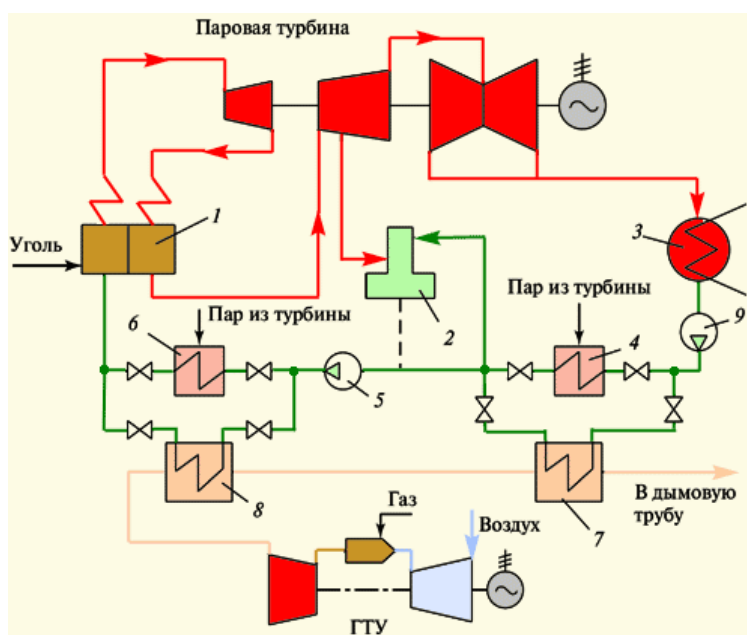 Паровая турбина
1
Уголь
3
Пар из турбины
Пар из турбины
9
6
2
4
5
8
7
В дымовую
трубу
Газ
Воздух
ГТУ